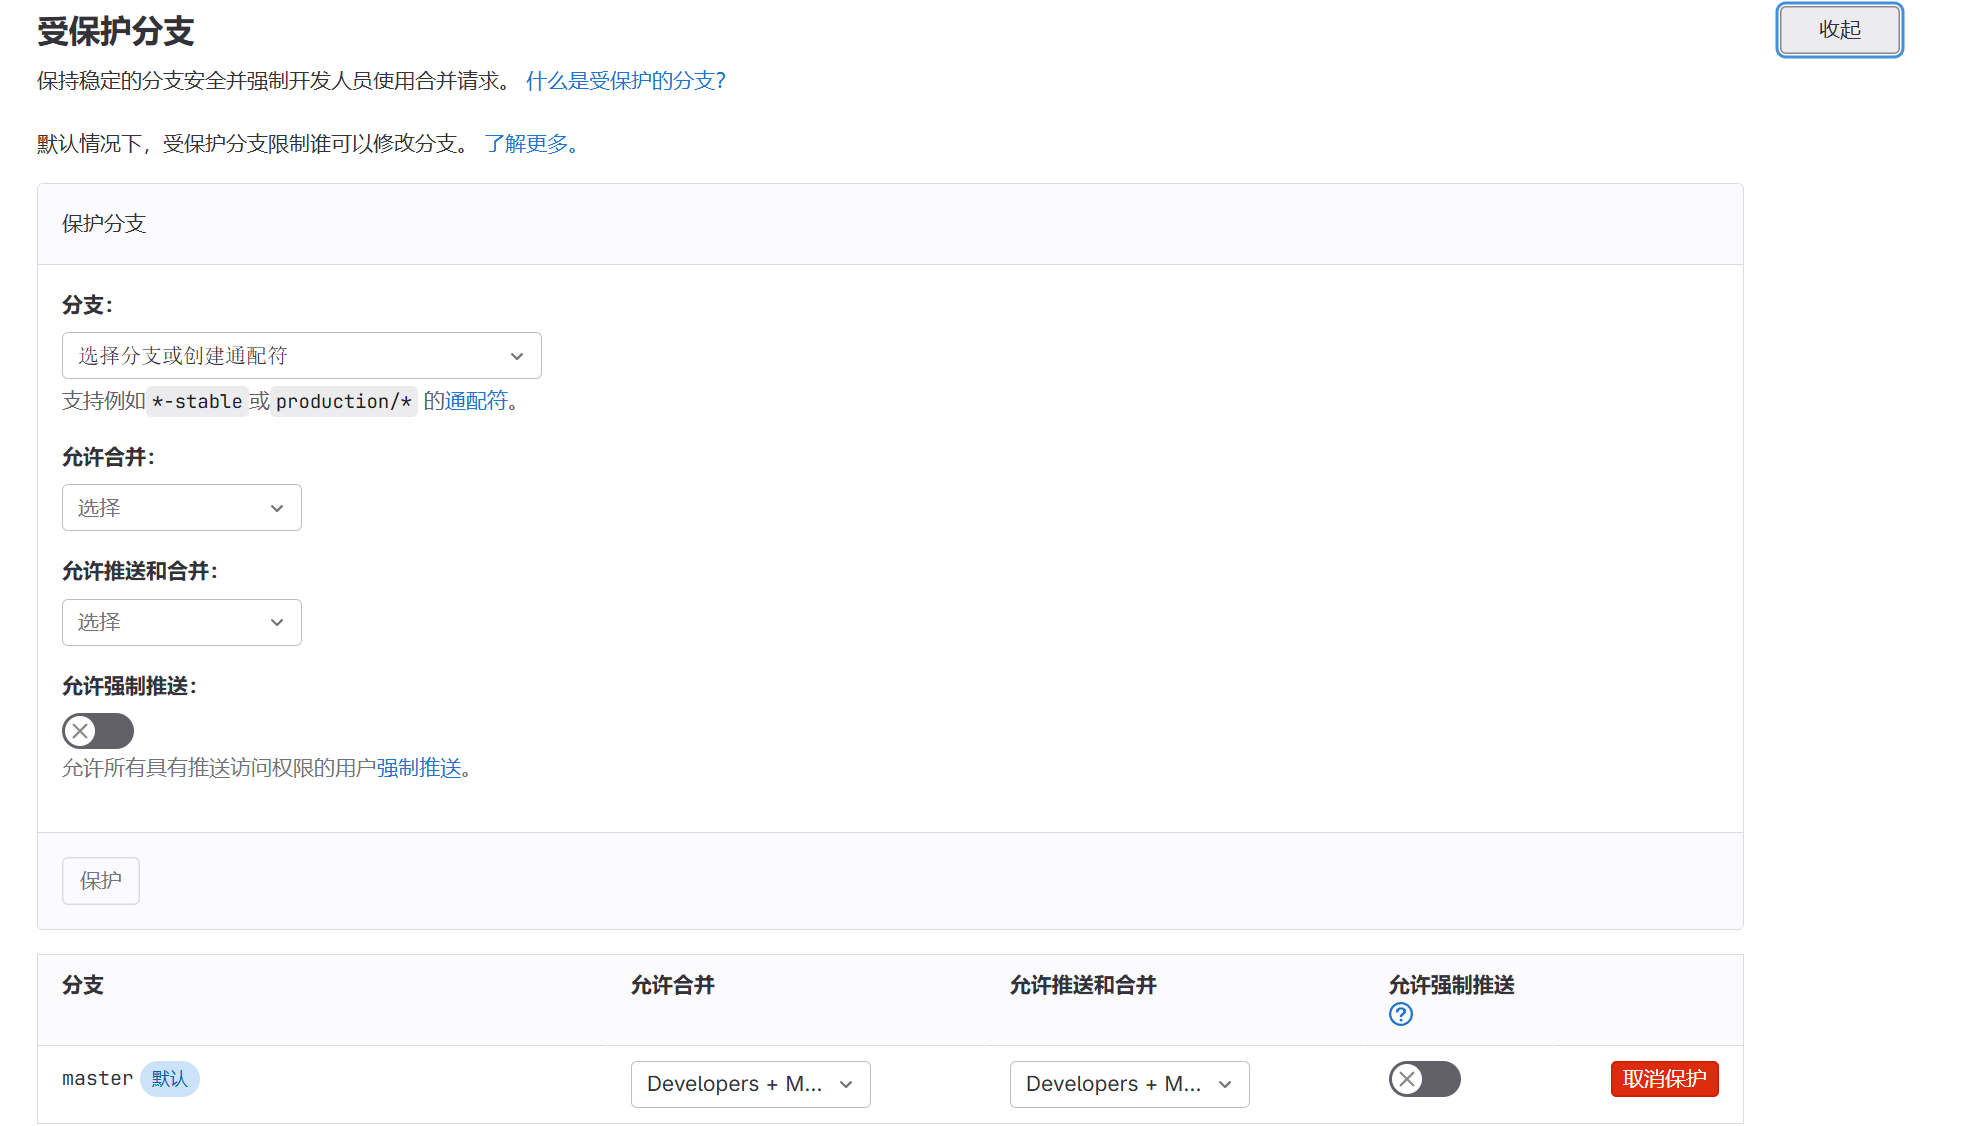 受保护分支
收起
保持稳定的分支安全并强制开发人员使用合并请求。 什么是受保护的分支?
默认情况下，受保护分支限制谁可以修改分支。 了解更多。
保护分支
分支：
选择分支或创建通配符
支持例如 *-stable 或 production/* 的通配符。
允许合并：
选择
允许推送和合并：
选择
允许强制推送：
允许所有具有推送访问权限的用户强制推送。
保护
分支 允许合并 允许推送和合并 允许强制推送
?
master 默认 Developers + M... Developers + M... 取消保护